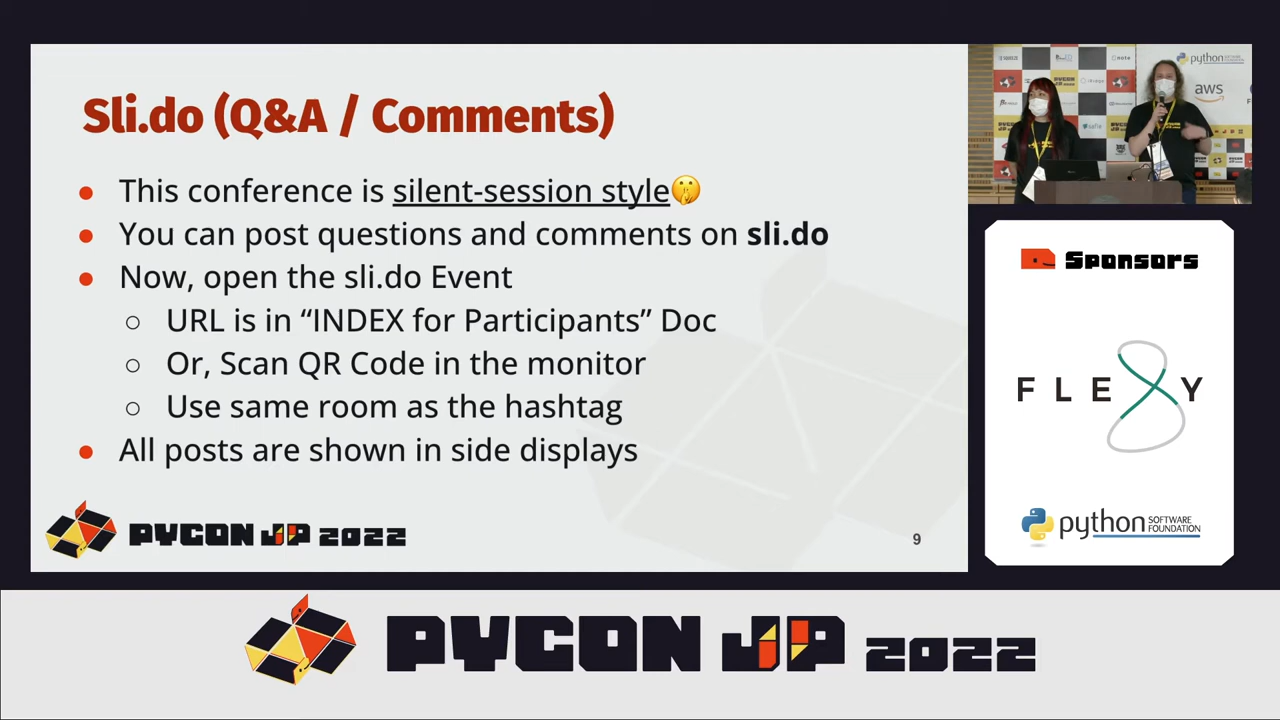 Sli.do (Q&A / Comments)
● This conference is silent-session style🤫
● You can post questions and comments on sli.do
● Now, open the sli.do Event
○ URL is in “INDEX for Participants” Doc
○ Or, Scan QR Code in the monitor
○ Use same room as the hashtag
● All posts are shown in side displays
PYCON JP 2022
9
python
aws
note
Sponsors
FLEXY
python SOFTWARE FOUNDATION
PYCON JP 2022